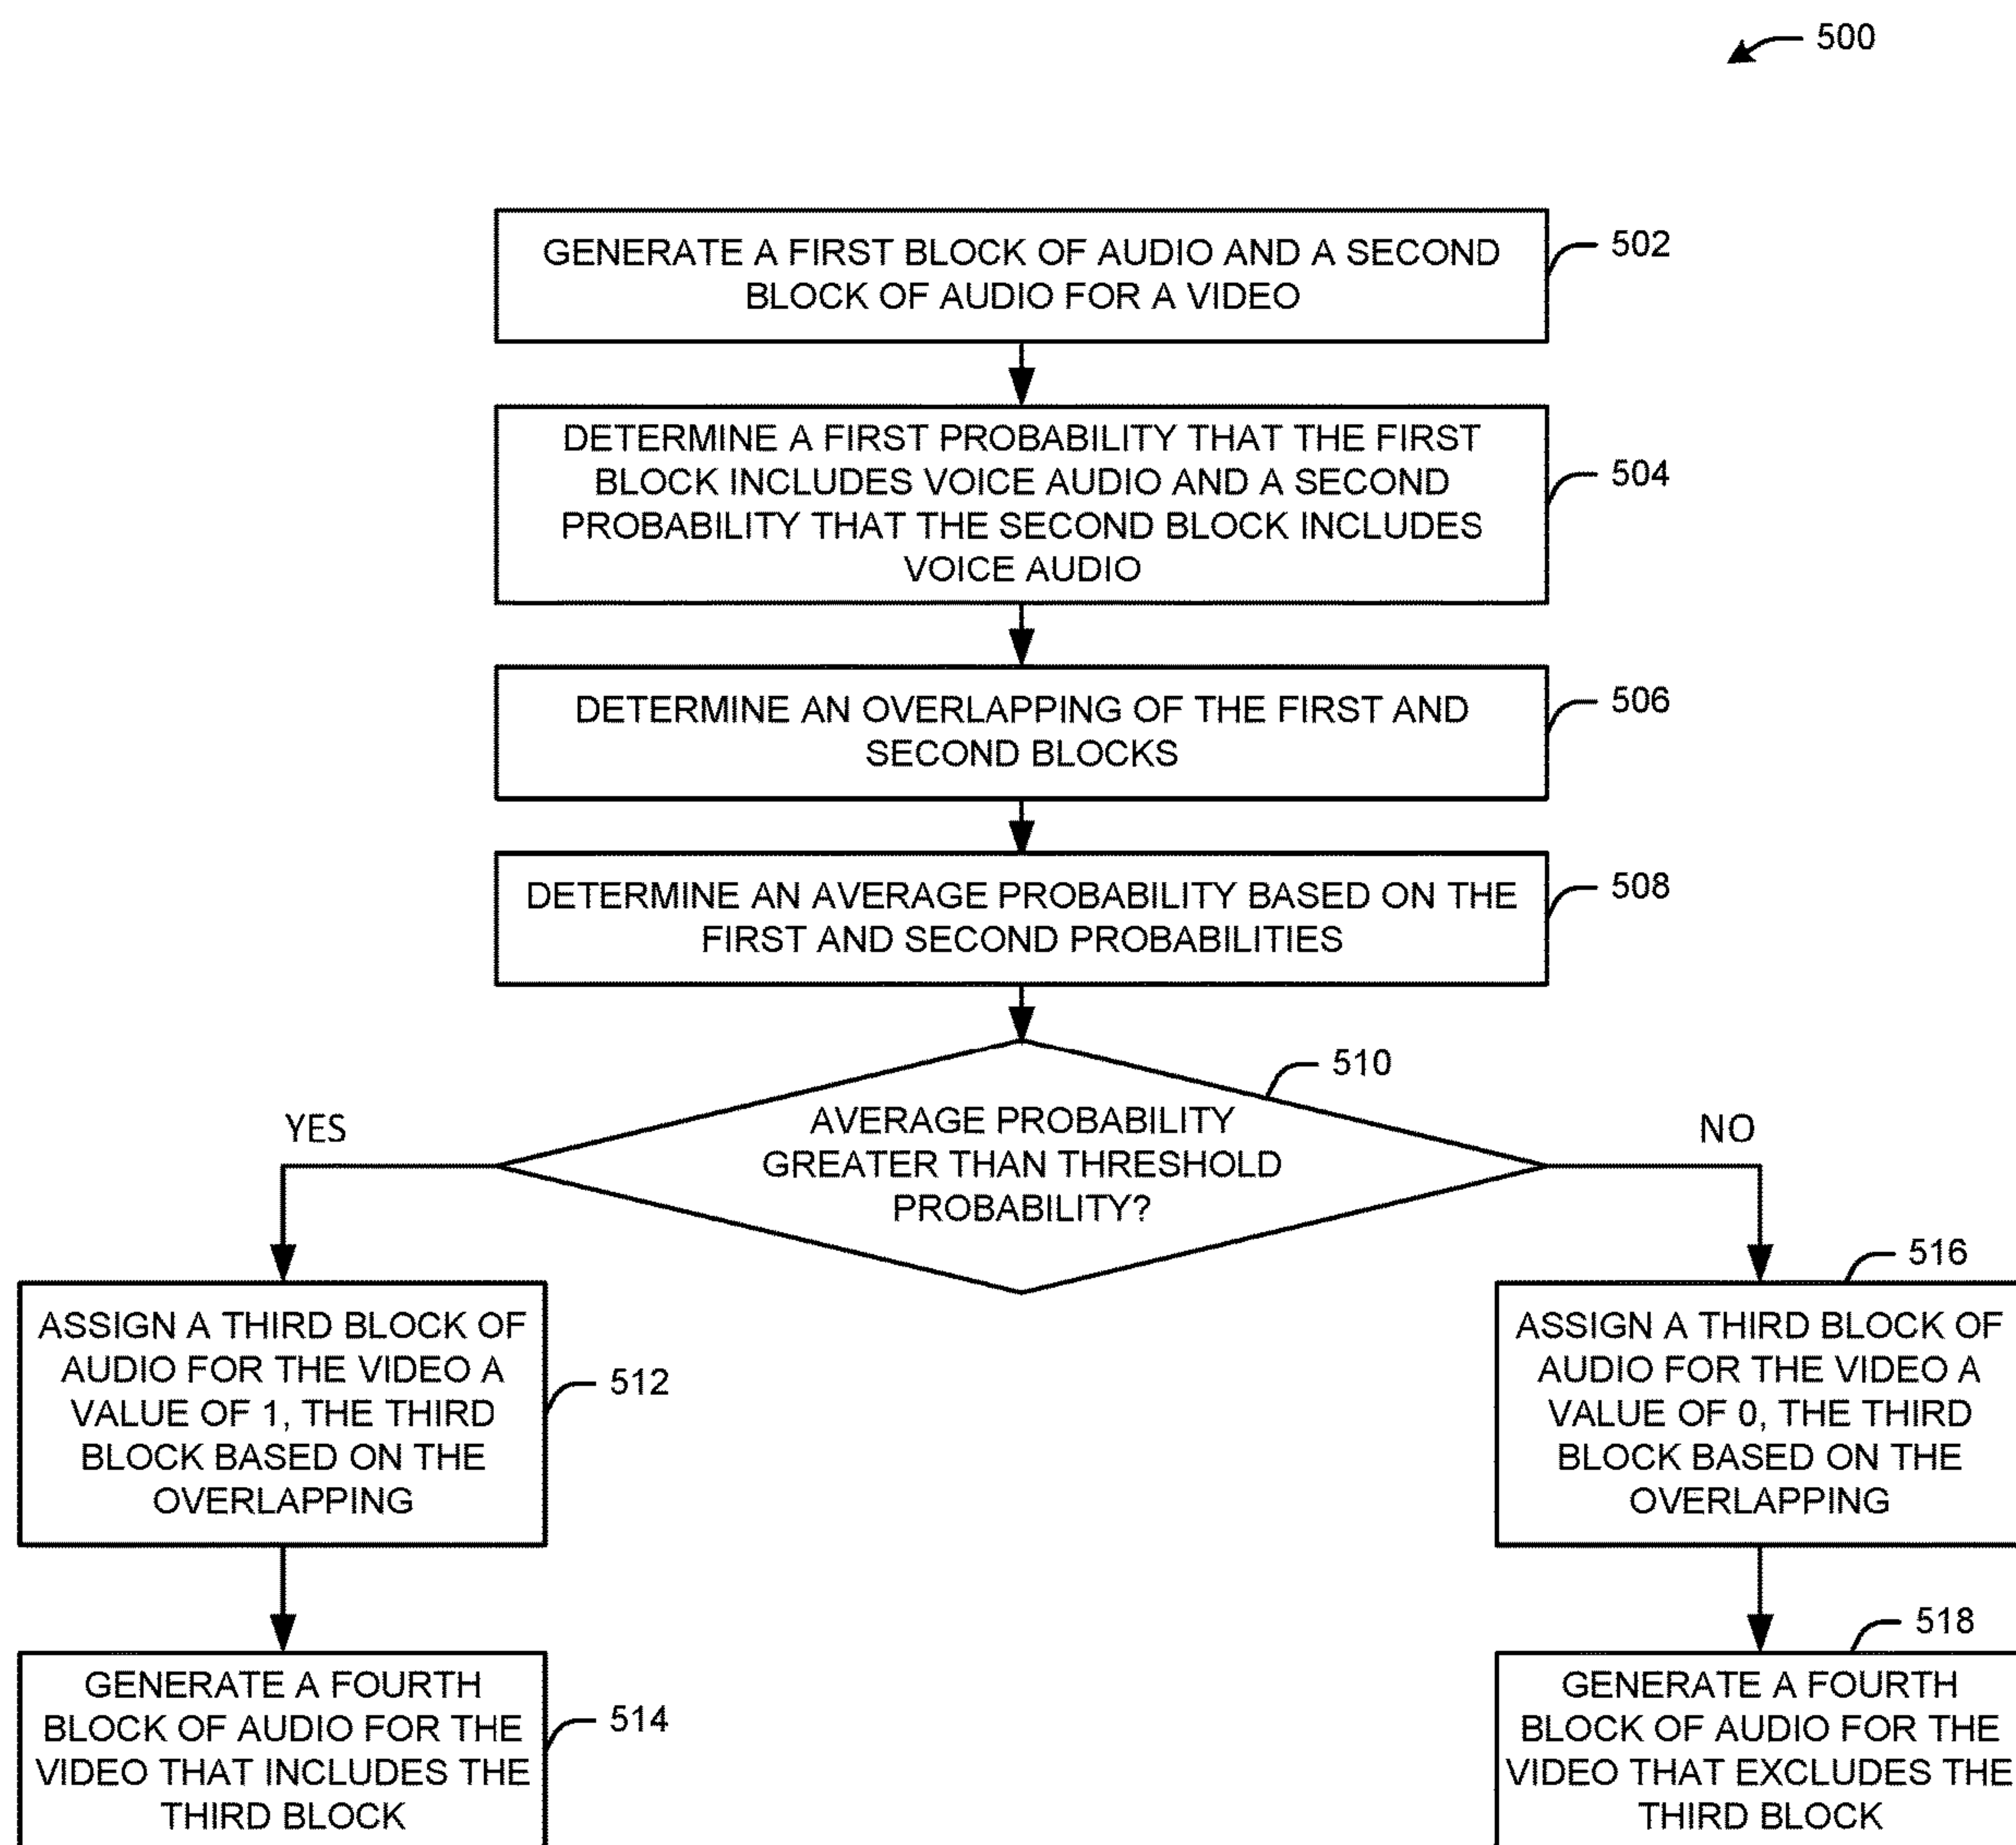 500
GENERATE A FIRST BLOCK OF AUDIO AND A SECOND
BLOCK OF AUDIO FOR A VIDEO
502
DETERMINE A FIRST PROBABILITY THAT THE FIRST
BLOCK INCLUDES VOICE AUDIO AND A SECOND
PROBABILITY THAT THE SECOND BLOCK INCLUDES
VOICE AUDIO
504
DETERMINE AN OVERLAPPING OF THE FIRST AND
SECOND BLOCKS
506
DETERMINE AN AVERAGE PROBABILITY BASED ON THE
FIRST AND SECOND PROBABILITIES
508
AVERAGE PROBABILITY
GREATER THAN THRESHOLD
PROBABILITY?
510
YES
NO
ASSIGN A THIRD BLOCK OF
AUDIO FOR THE VIDEO A
VALUE OF 1, THE THIRD
BLOCK BASED ON THE
OVERLAPPING
512
516
ASSIGN A THIRD BLOCK OF
AUDIO FOR THE VIDEO A
VALUE OF 0, THE THIRD
BLOCK BASED ON THE
OVERLAPPING
GENERATE A FOURTH
BLOCK OF AUDIO FOR THE
VIDEO THAT INCLUDES THE
THIRD BLOCK
514
518
GENERATE A FOURTH
BLOCK OF AUDIO FOR THE
VIDEO THAT EXCLUDES THE
THIRD BLOCK